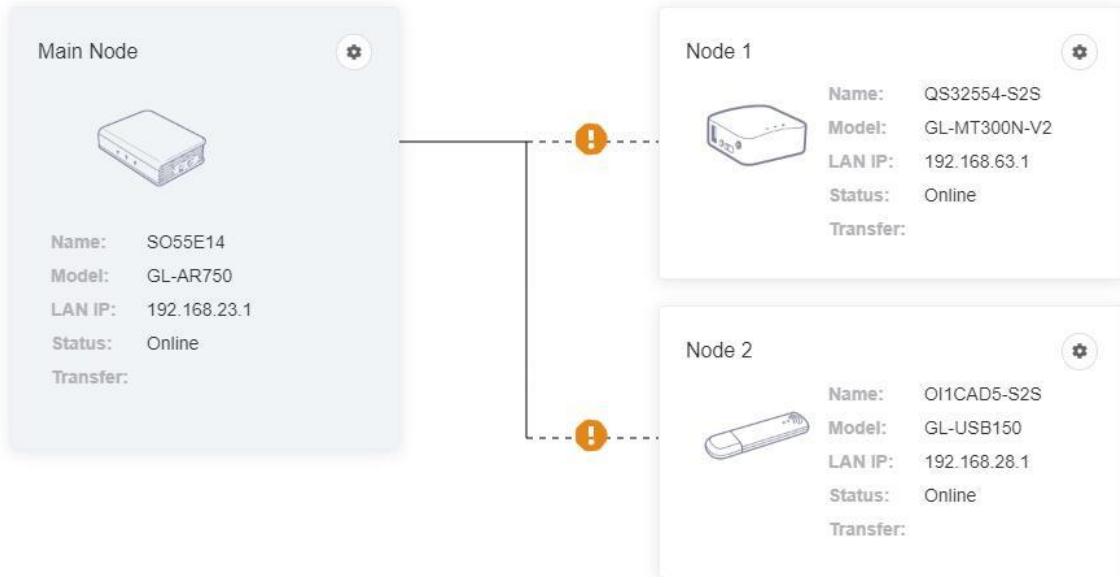 Main Node
Name: SO55E14
Model: GL-AR750
LAN IP: 192.168.23.1
Status: Online
Transfer:
Node 1
Name: QS32554-S2S
Model: GL-MT300N-V2
LAN IP: 192.168.63.1
Status: Online
Transfer:
Node 2
Name: OI1CAD5-S2S
Model: GL-USB150
LAN IP: 192.168.28.1
Status: Online
Transfer: